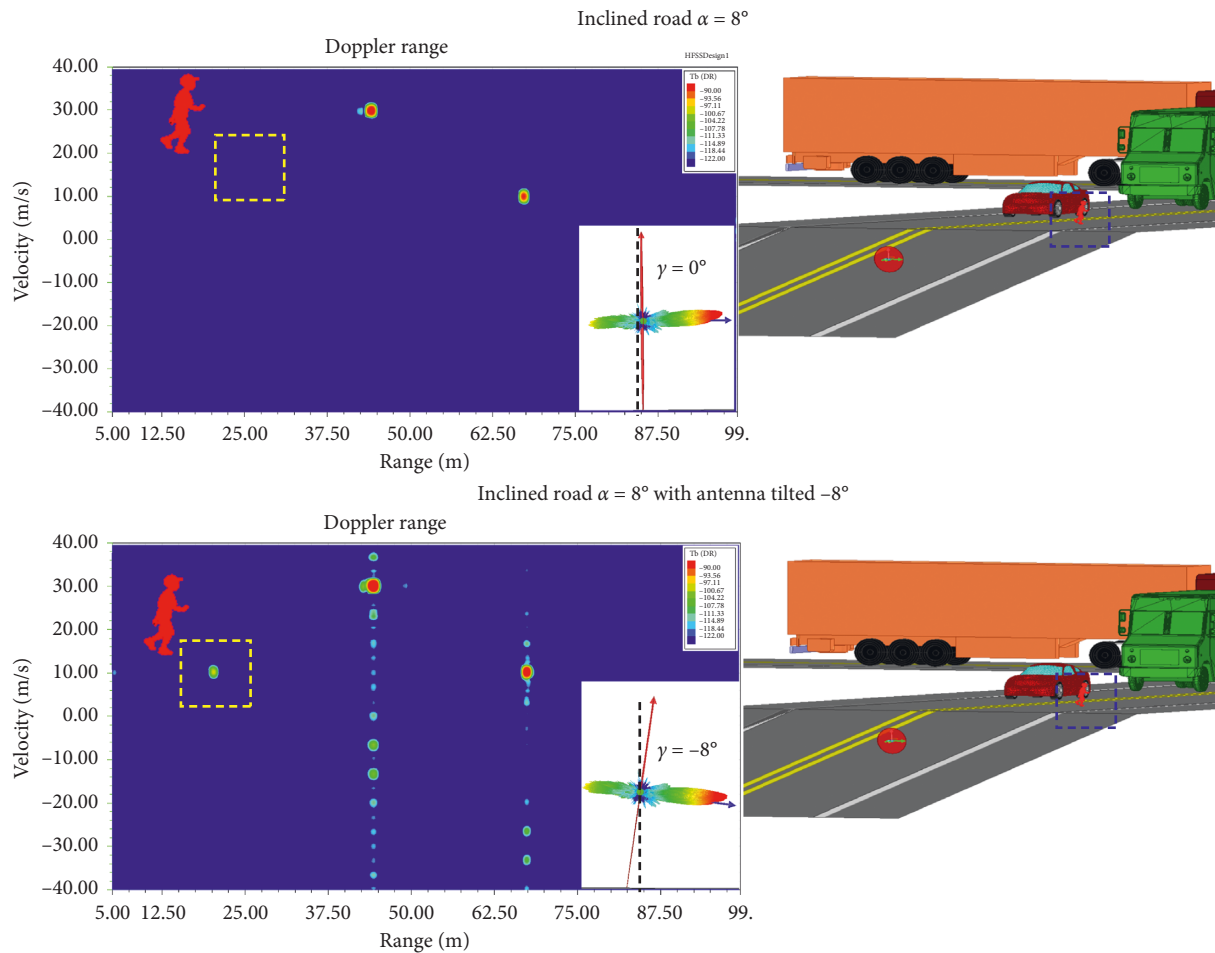 Inclined road α = 8°
Doppler range
HFSSDesign1
40.00
30.00
20.00
10.00
0.00
−10.00
−20.00
−30.00
−40.00
Velocity (m/s)
Tb (DR)
−90.00
−93.56
−97.11
−100.67
−104.22
−107.78
−111.33
−114.89
−118.44
−122.00
γ = 0°
5.00 12.50 25.00 37.50 50.00 62.50 75.00 87.50 99.
Range (m)
Inclined road α = 8° with antenna tilted −8°
Doppler range
40.00
30.00
20.00
10.00
0.00
−10.00
−20.00
−30.00
−40.00
Velocity (m/s)
Tb (DR)
−90.00
−93.56
−97.11
−100.67
−104.22
−107.78
−111.33
−114.89
−118.44
−122.00
γ = −8°
5.00 12.50 25.00 37.50 50.00 62.50 75.00 87.50 99.
Range (m)